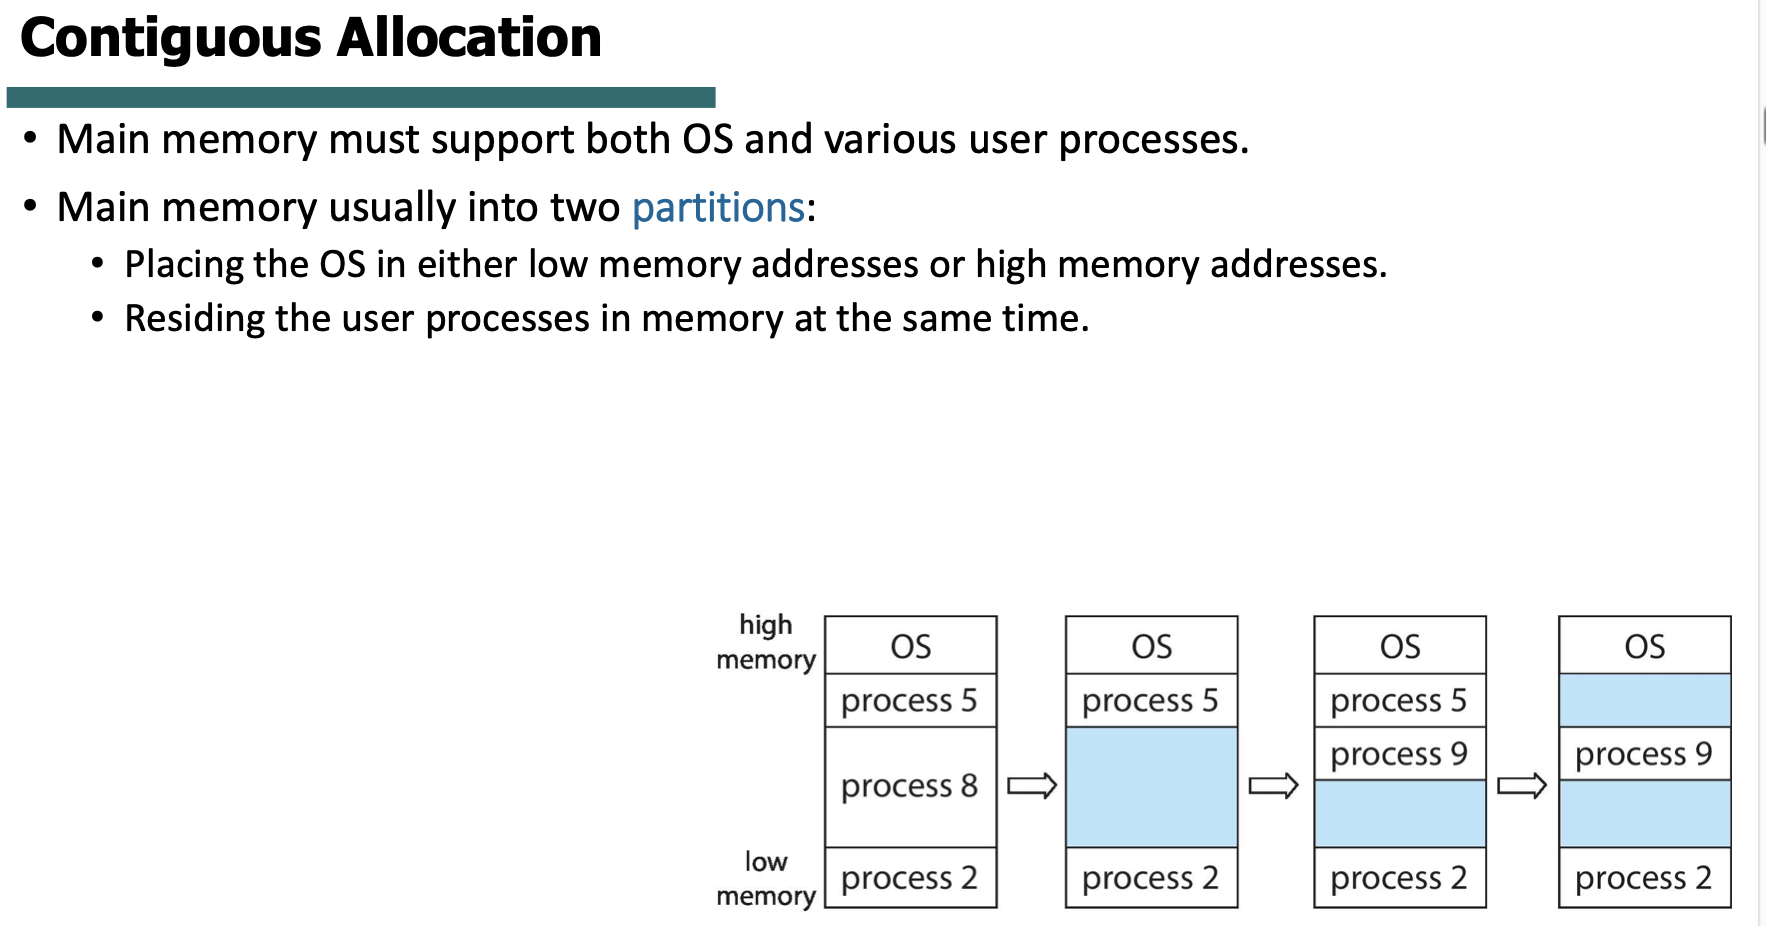 Contiguous Allocation
• Main memory must support both OS and various user processes.
• Main memory usually into two partitions:
• Placing the OS in either low memory addresses or high memory addresses.
• Residing the user processes in memory at the same time.
high
memory
low
memory
OS
process 5
process 8
process 2
OS
process 5
process 2
OS
process 5
process 9
process 2
OS
process 9
process 2